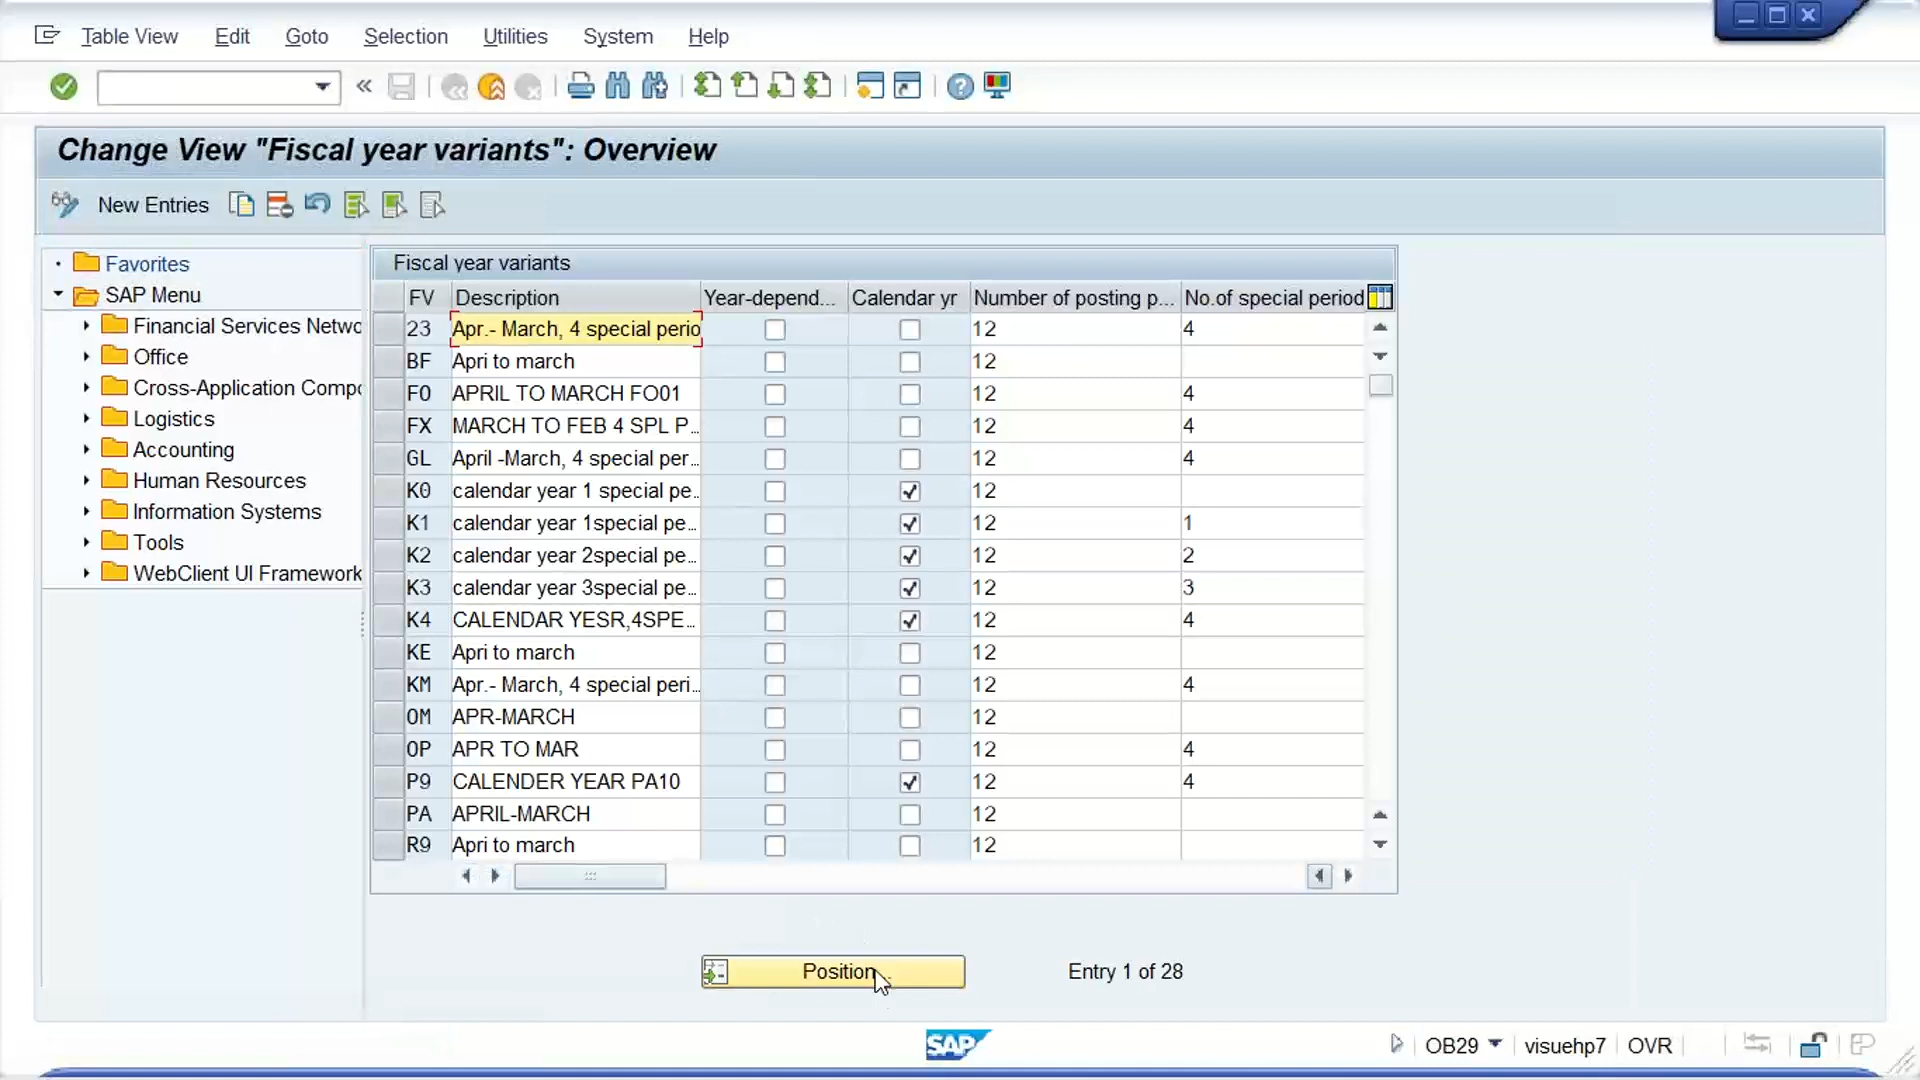 Table View Edit Goto Selection Utilities System Help
Change View "Fiscal year variants": Overview
New Entries
Favorites
SAP Menu
Financial Services Netwo
Office
Cross-Application Compo
Logistics
Accounting
Human Resources
Information Systems
Tools
WebClient UI Framework
Fiscal year variants
FV Description Year-depend... Calendar yr Number of posting p... No.of special period
23 Apr.- March, 4 special perio 12 4
BF Apri to march 12
FO APRIL TO MARCH FO01 12 4
FX MARCH TO FEB 4 SPL P... 12 4
GL April -March, 4 special per... 12 4
K0 calendar year 1 special pe... 12
K1 calendar year 1special pe... 12 1
K2 calendar year 2special pe... 12 2
K3 calendar year 3special pe... 12 3
K4 CALENDAR YESR,4SPE... 12 4
KE Apri to march 12
KM Apr.- March, 4 special peri... 12 4
OM APR-MARCH 12
OP APR TO MAR 12 4
P9 CALENDER YEAR PA10 12 4
PA APRIL-MARCH 12
R9 Apri to march 12
Position... Entry 1 of 28
SAP OB29 visuehp7 OVR